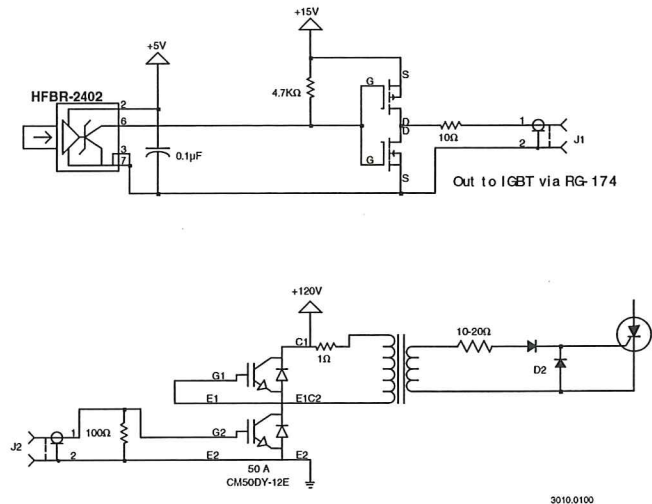 +15V
+5V
HFBR-2402
2
6
3
7
0.1µF
4.7KΩ
G
S
D
D
G
S
10Ω
1
2
J1
Out to IGBT via RG-174
+120V
C1
1Ω
G1
E1
E1C2
10-20Ω
D2
J2
1
2
100Ω
G2
E2
E2
50 A
CM50DY-12E
3010.0100